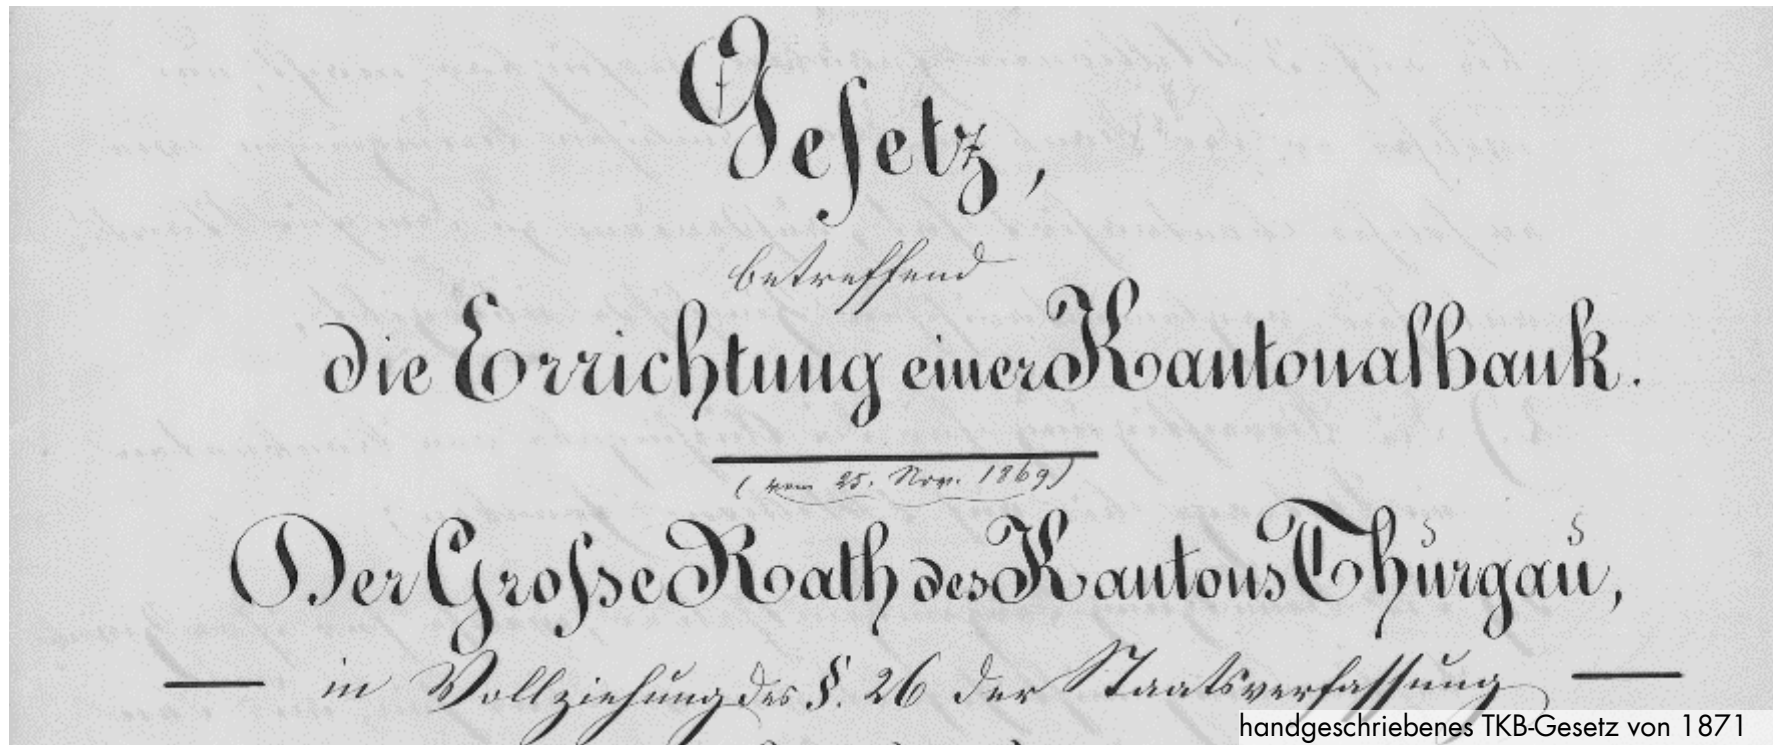 Gesetz,
betreffend
die Errichtung einer Kantonalbank.
(vom 25. Nov. 1869)
Der Grosse Rath des Kantons Thurgau,
— in Vollziehung des §. 26 der Staatsverfassung —
handgeschriebenes TKB-Gesetz von 1871